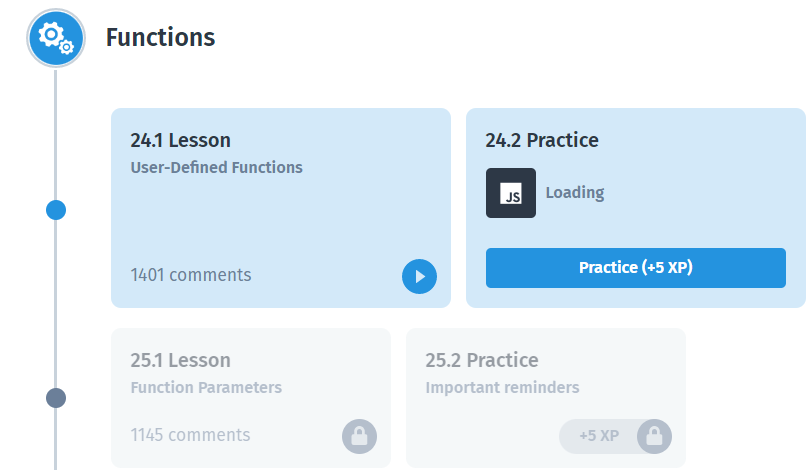 Functions
24.1 Lesson
User-Defined Functions
1401 comments
24.2 Practice
JS
Loading
Practice (+5 XP)
25.1 Lesson
Function Parameters
1145 comments
25.2 Practice
Important reminders
+5 XP